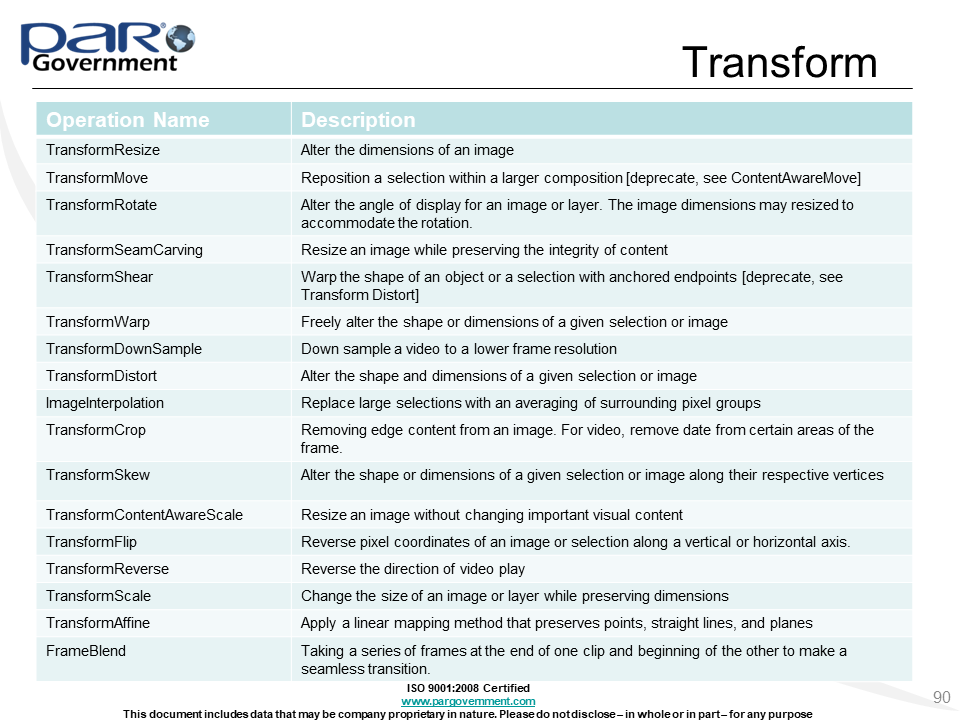 PAR® Government
Transform
Operation Name Description
TransformResize Alter the dimensions of an image
TransformMove Reposition a selection within a larger composition [deprecate, see ContentAwareMove]
TransformRotate Alter the angle of display for an image or layer. The image dimensions may resized to
accommodate the rotation.
TransformSeamCarving Resize an image while preserving the integrity of content
TransformShear Warp the shape of an object or a selection with anchored endpoints [deprecate, see
Transform Distort]
TransformWarp Freely alter the shape or dimensions of a given selection or image
TransformDownSample Down sample a video to a lower frame resolution
TransformDistort Alter the shape and dimensions of a given selection or image
ImageInterpolation Replace large selections with an averaging of surrounding pixel groups
TransformCrop Removing edge content from an image. For video, remove date from certain areas of the
frame.
TransformSkew Alter the shape or dimensions of a given selection or image along their respective vertices
TransformContentAwareScale Resize an image without changing important visual content
TransformFlip Reverse pixel coordinates of an image or selection along a vertical or horizontal axis.
TransformReverse Reverse the direction of video play
TransformScale Change the size of an image or layer while preserving dimensions
TransformAffine Apply a linear mapping method that preserves points, straight lines, and planes
FrameBlend Taking a series of frames at the end of one clip and beginning of the other to make a
seamless transition.
ISO 9001:2008 Certified
www.pargovernment.com
This document includes data that may be company proprietary in nature. Please do not disclose – in whole or in part – for any purpose
90